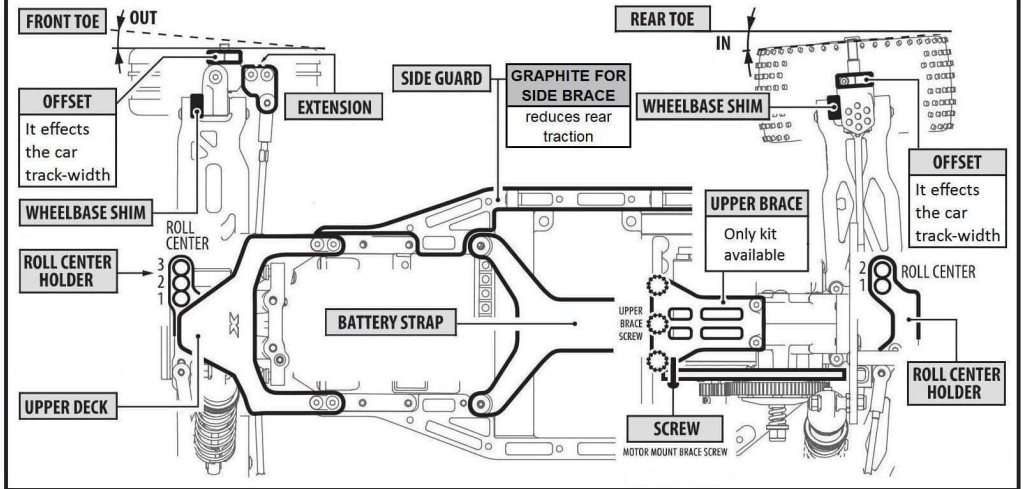 FRONT TOE
OUT
OFFSET
It effects
the car
track-width
EXTENSION
WHEELBASE SHIM
ROLL
CENTER
ROLL CENTER
HOLDER
3
2
1
UPPER DECK
SIDE GUARD
GRAPHITE FOR
SIDE BRACE
reduces rear
traction
BATTERY STRAP
REAR TOE
IN
WHEELBASE SHIM
OFFSET
It effects
the car
track-width
UPPER BRACE
Only kit
available
UPPER
BRACE
SCREW
2
1
ROLL CENTER
ROLL CENTER
HOLDER
SCREW
MOTOR MOUNT BRACE SCREW